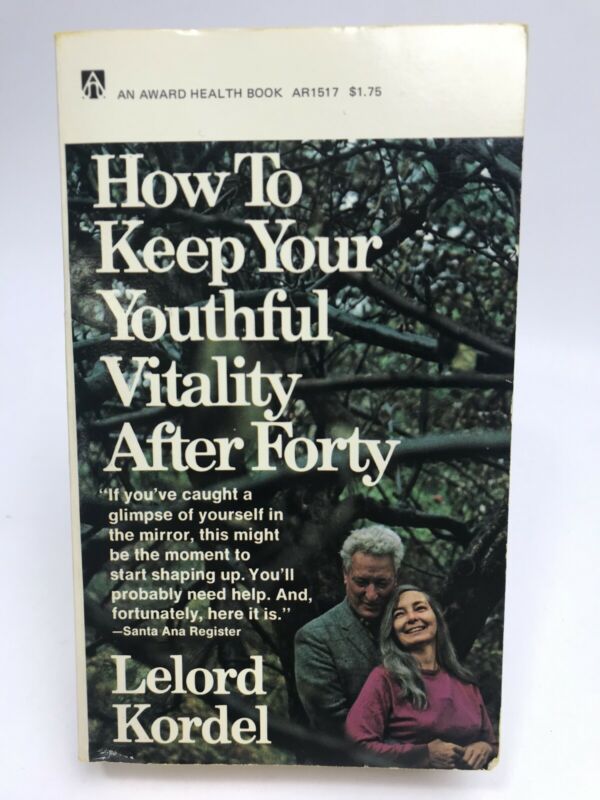 AN AWARD HEALTH BOOK AR1517 $1.75
How To
Keep Your
Youthful
Vitality
After Forty
"If you've caught a
glimpse of yourself in
the mirror, this might
be the moment to
start shaping up. You'll
probably need help. And,
fortunately, here it is."
—Santa Ana Register
Lelord
Kordel